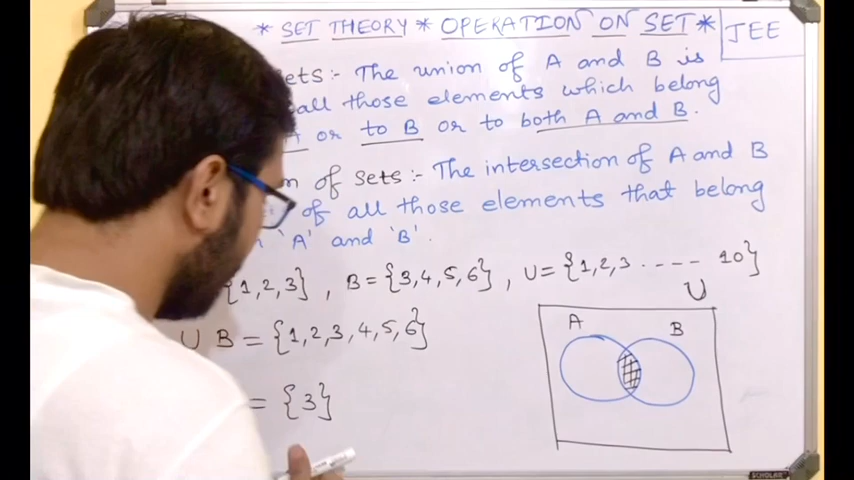 * SET THEORY * OPERATION ON SET *
JEE
ets :- The union of A and B is
all those elements which belong
A or to B or to both A and B.
n of sets :- The intersection of A and B
of all those elements that belong
'A' and 'B'.
{1,2,3} , B = {3,4,5,6} , U = {1,2,3 ..---- 10}
U B = {1,2,3,4,5,6}
= {3}
U
A
B
SCHOLAR